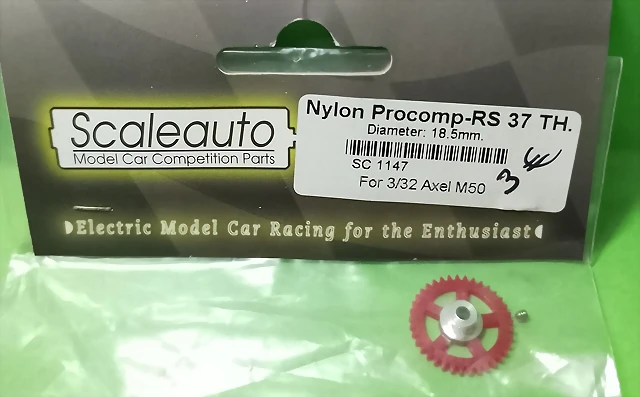 Scaleauto
Model Car Competition Parts
Nylon Procomp-RS 37 TH.
Diameter: 18.5mm.
SC 1147
For 3/32 Axel M50
3
Electric Model Car Racing for the Enthusiast